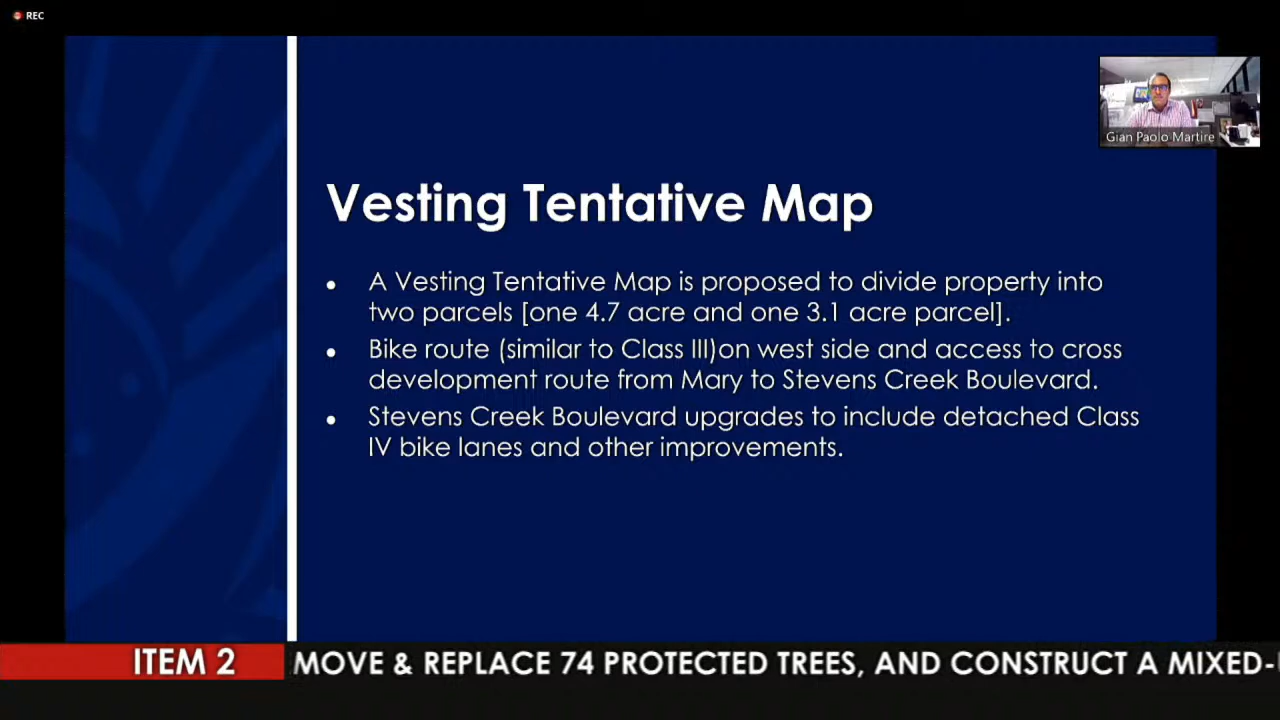 REC
Gian Paolo Martire
Vesting Tentative Map
• A Vesting Tentative Map is proposed to divide property into
two parcels [one 4.7 acre and one 3.1 acre parcel].
• Bike route (similar to Class III)on west side and access to cross
development route from Mary to Stevens Creek Boulevard.
• Stevens Creek Boulevard upgrades to include detached Class
IV bike lanes and other improvements.
ITEM 2
MOVE & REPLACE 74 PROTECTED TREES, AND CONSTRUCT A MIXED-